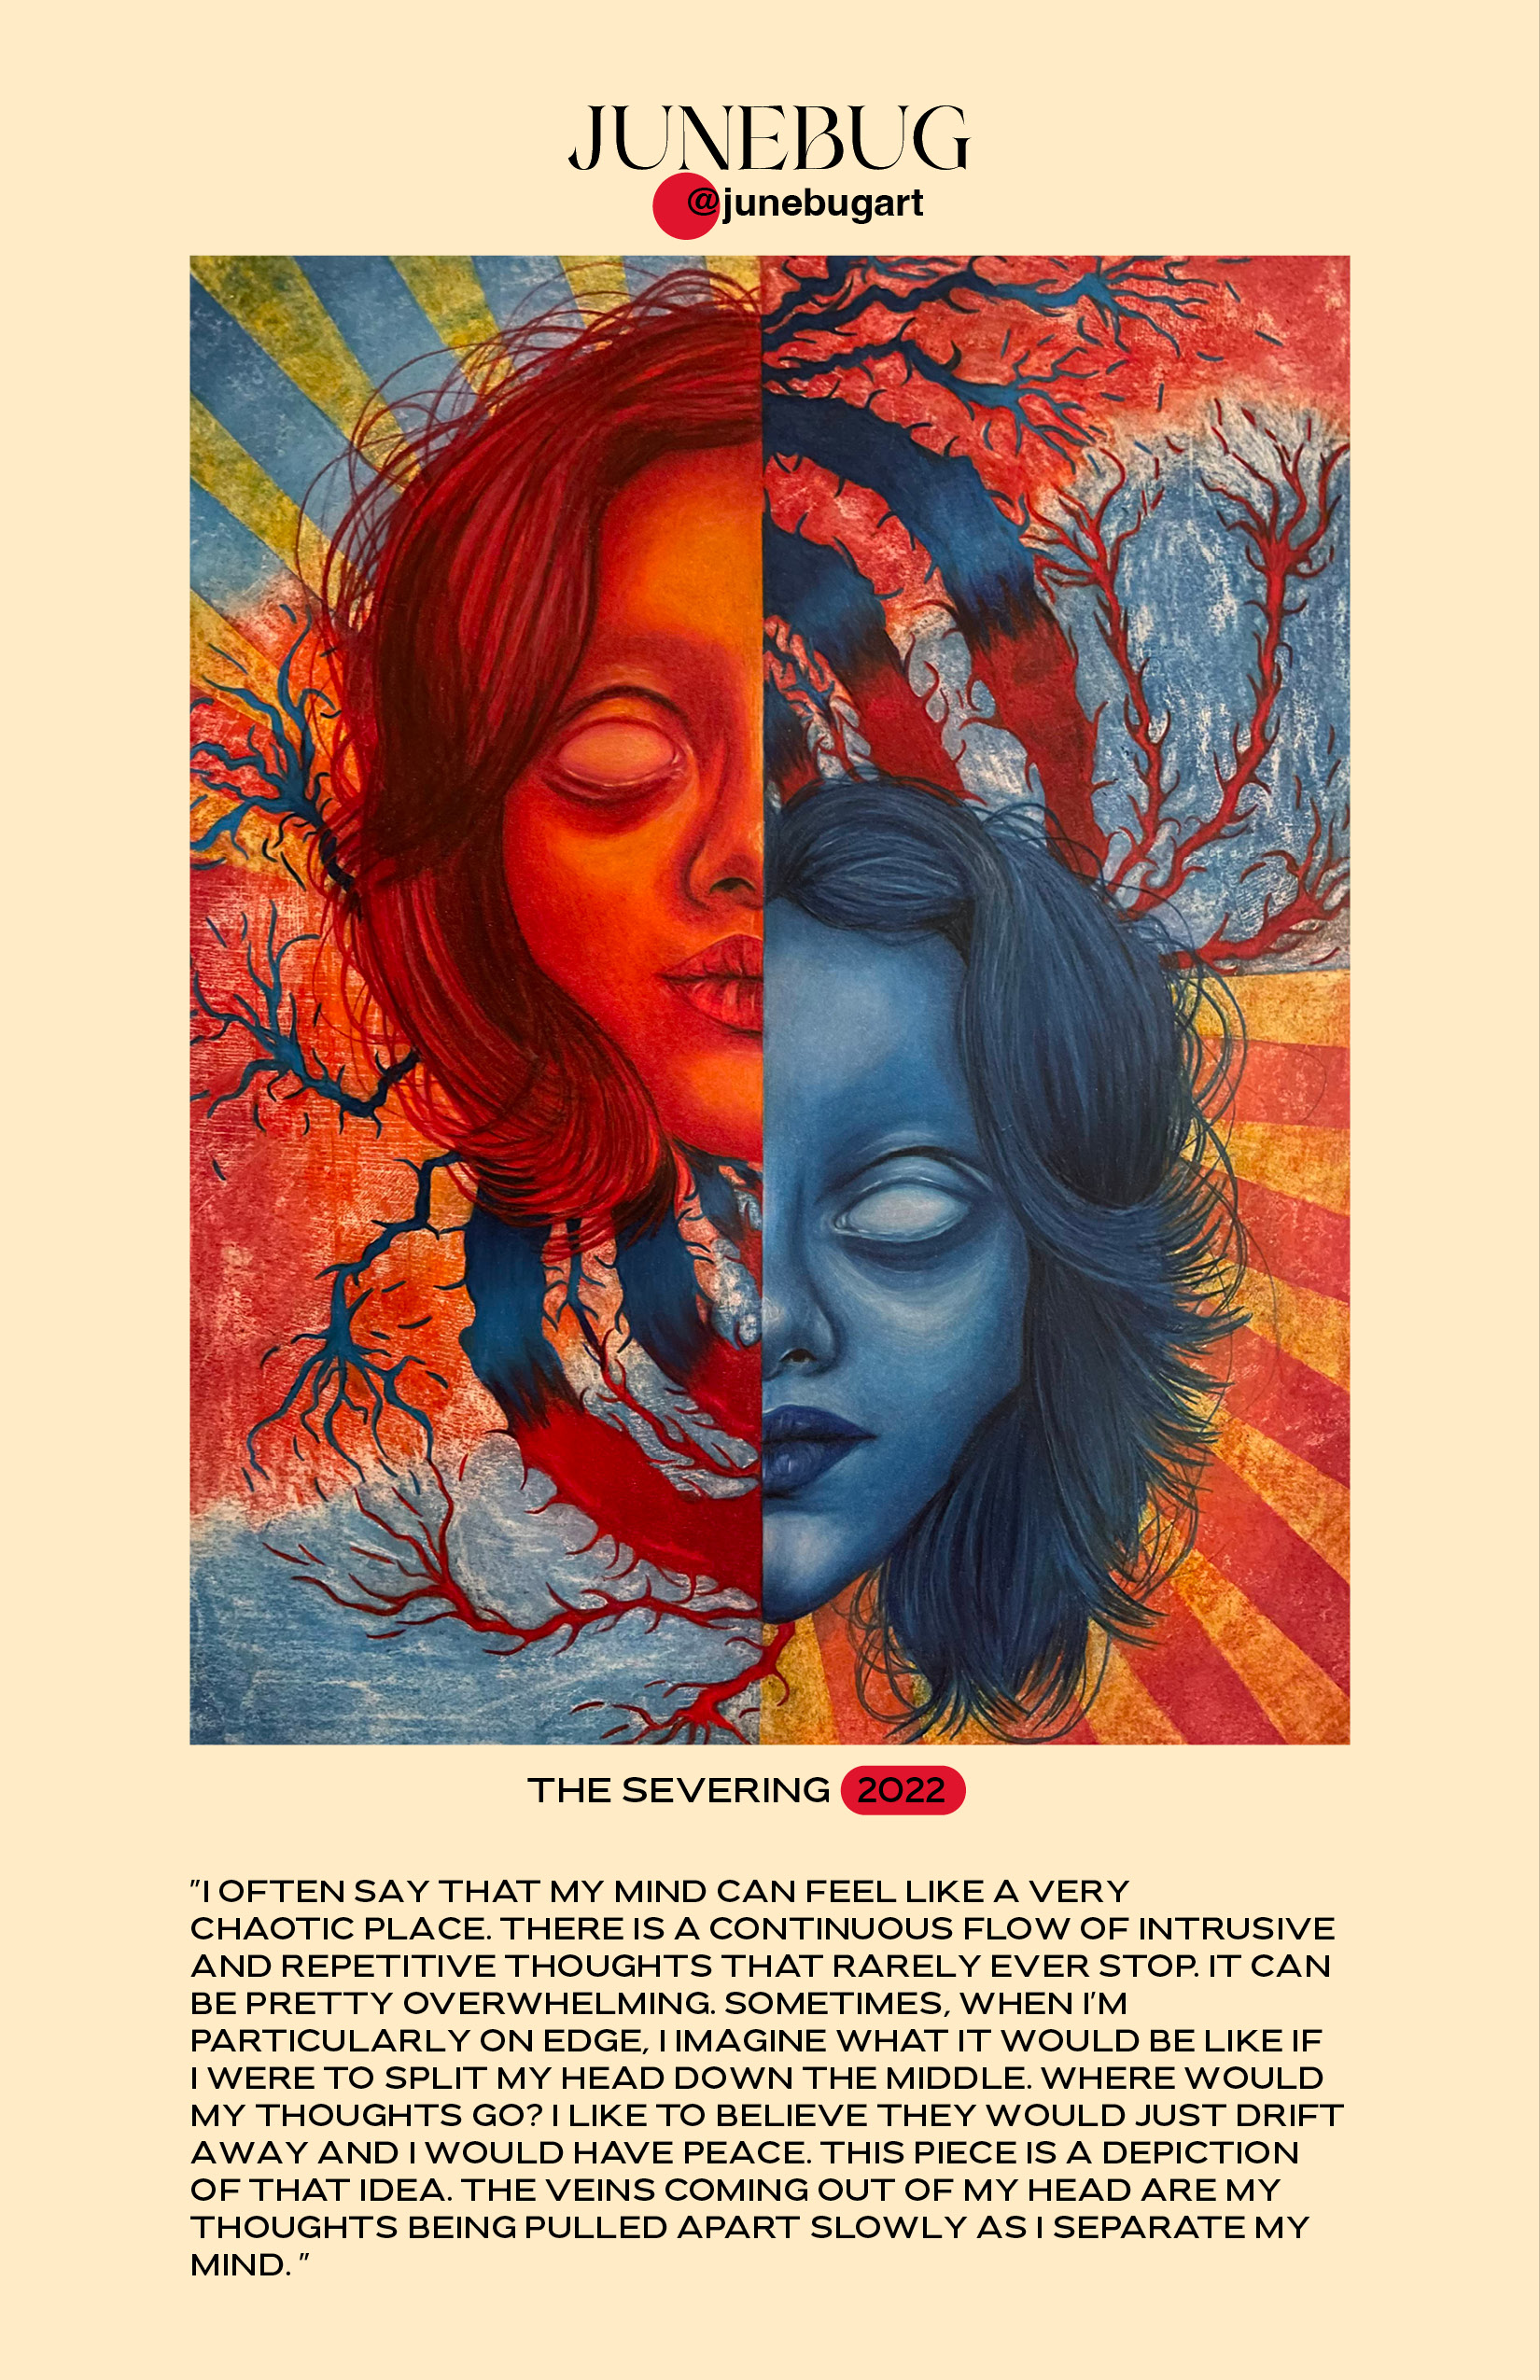 JUNEBUG
@junebugart
THE SEVERING 2022
"I OFTEN SAY THAT MY MIND CAN FEEL LIKE A VERY
CHAOTIC PLACE. THERE IS A CONTINUOUS FLOW OF INTRUSIVE
AND REPETITIVE THOUGHTS THAT RARELY EVER STOP. IT CAN
BE PRETTY OVERWHELMING. SOMETIMES, WHEN I'M
PARTICULARLY ON EDGE, I IMAGINE WHAT IT WOULD BE LIKE IF
I WERE TO SPLIT MY HEAD DOWN THE MIDDLE. WHERE WOULD
MY THOUGHTS GO? I LIKE TO BELIEVE THEY WOULD JUST DRIFT
AWAY AND I WOULD HAVE PEACE. THIS PIECE IS A DEPICTION
OF THAT IDEA. THE VEINS COMING OUT OF MY HEAD ARE MY
THOUGHTS BEING PULLED APART SLOWLY AS I SEPARATE MY
MIND. "